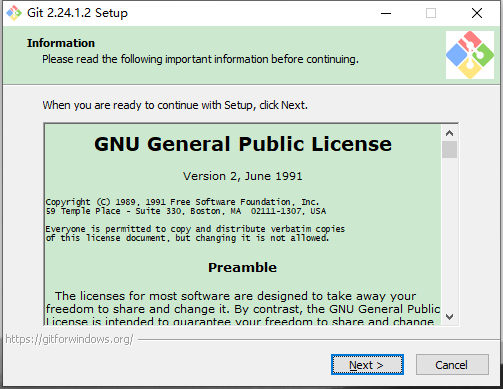 Git 2.24.1.2 Setup
Information
Please read the following important information before continuing.
When you are ready to continue with Setup, click Next.
GNU General Public License
Version 2, June 1991
Copyright (C) 1989, 1991 Free Software Foundation, Inc.
59 Temple Place - Suite 330, Boston, MA  02111-1307, USA
Everyone is permitted to copy and distribute verbatim copies
of this license document, but changing it is not allowed.
Preamble
The licenses for most software are designed to take away your
freedom to share and change it. By contrast, the GNU General Public
License is intended to guarantee your freedom to share and change
https://gitforwindows.org/
Next >
Cancel